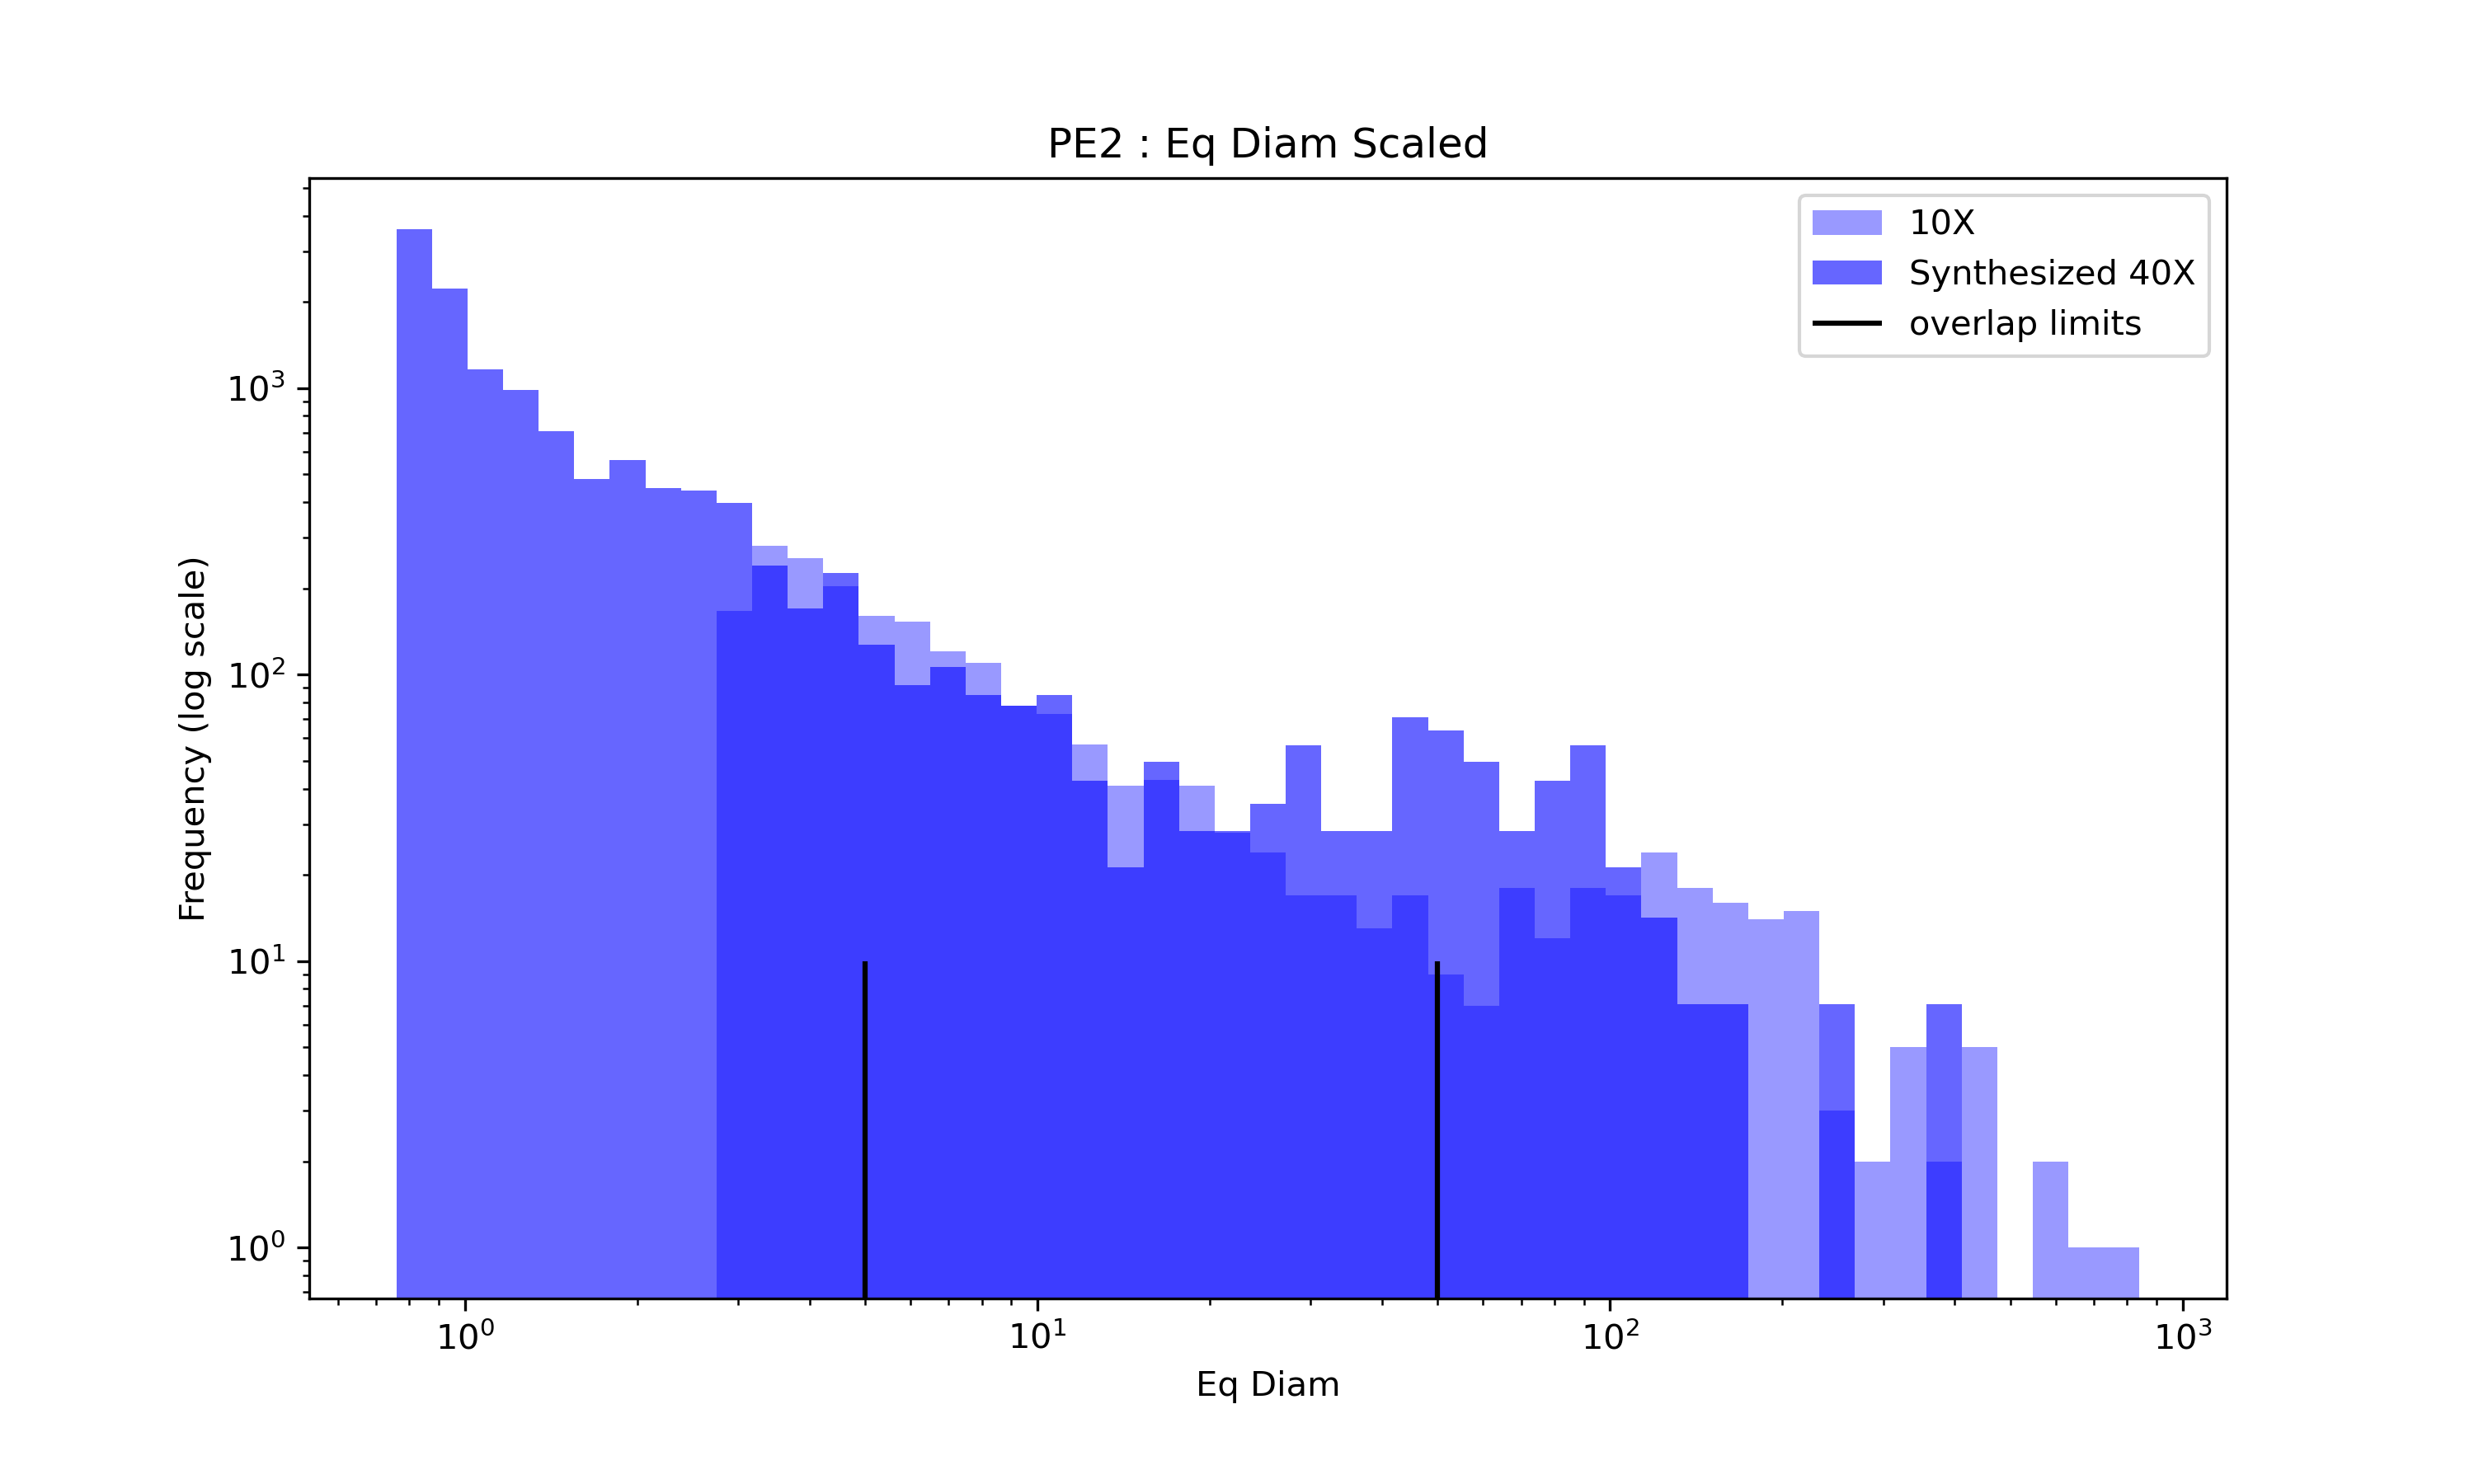 PE2 : Eq Diam Scaled
10X
Synthesized 40X
overlap limits
Frequency (log scale)
10³
10²
10¹
10⁰
10⁰ 10¹ 10² 10³
Eq Diam